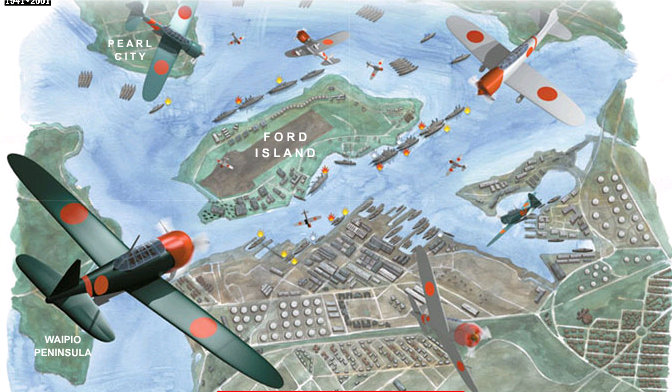 1941•2001
PEARL
CITY
FORD
ISLAND
WAIPIO
PENINSULA